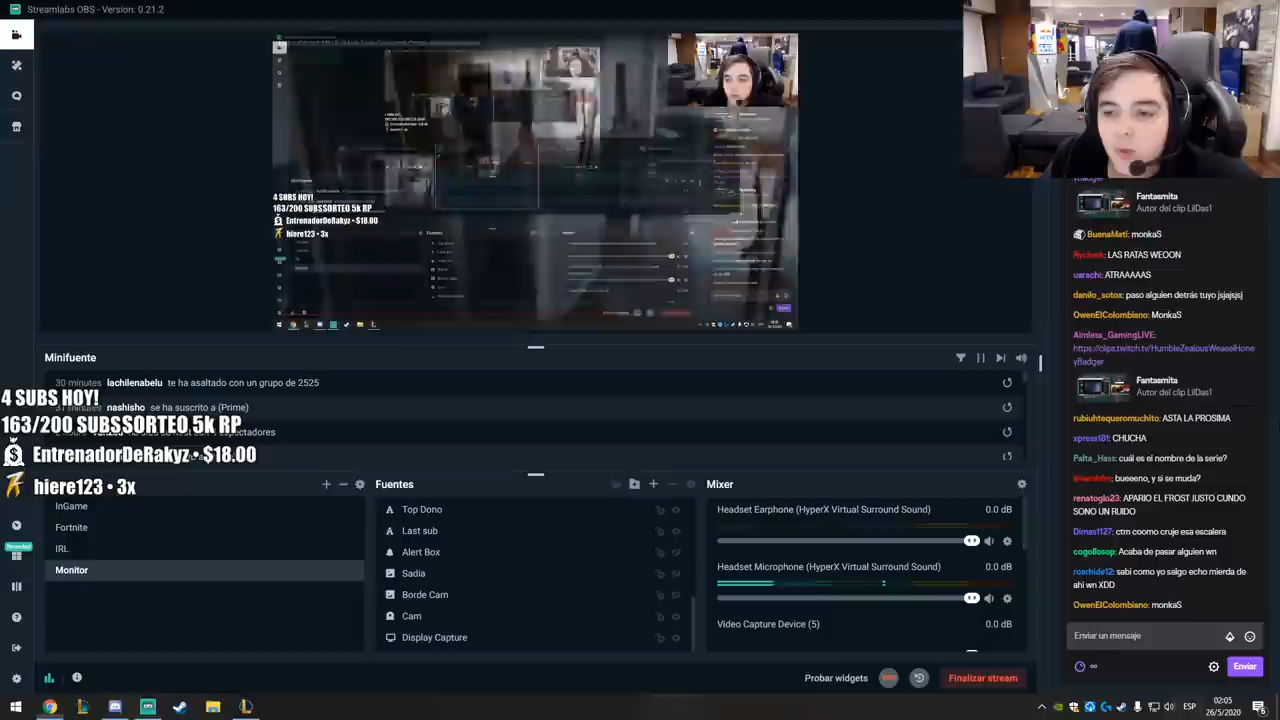 Streamlabs OBS - Version: 0.21.2
4 SUBS HOY!
163/200 SUBSSORTEO 5k RP
EntrenadorDeRakyz • $18.00
hiere123 • 3x
Minifuente
30 minutes lachilenabelu te ha asaltado con un grupo de 2525
minutes nashisho se ha suscrito a (Prime)
4 SUBS HOY!
163/200 SUBSSORTEO 5k RP
EntrenadorDeRakyz • $18.00
hiere123 • 3x
InGame
Fortnite
IRL
Monitor
Novedad
Fuentes
Top Dono
Last sub
Alert Box
Sadia
Borde Cam
Cam
Display Capture
Mixer
Headset Earphone (HyperX Virtual Surround Sound) 0.0 dB
Headset Microphone (HyperX Virtual Surround Sound) 0.0 dB
Video Capture Device (5) 0.0 dB
Probar widgets
Finalizar stream
yBadger
Fantasmita
Autor del clip LilDas1
BuenaMati: monkaS
LAS RATAS WEOON
uarachi: ATRAAAAAS
danilo_sotox: paso alguien detrás tuyo jsjajsjsj
OwenElColombiano: MonkaS
Aimless_GamingLIVE:
https://clips.twitch.tv/HumbleZealousWeaselHone
yBadger
Fantasmita
Autor del clip LilDas1
rubiuhtequeromuchito: ASTA LA PROSIMA
xpress181: CHUCHA
Palta_Hass: cuál es el nombre de la serie?
bueeeno, y si se muda?
renatoglo23: APARIO EL FROST JUSTO CUNDO
SONO UN RUIDO
Dimas1127: ctm coomo cruje esa escalera
cogollosop: Acaba de pasar alguien wn
rosrhide12: sabi como yo salgo echo mierda de
ahi wn XDD
OwenElColombiano: monkaS
Enviar un mensaje
Enviar
ESP
02:05
26/5/2020